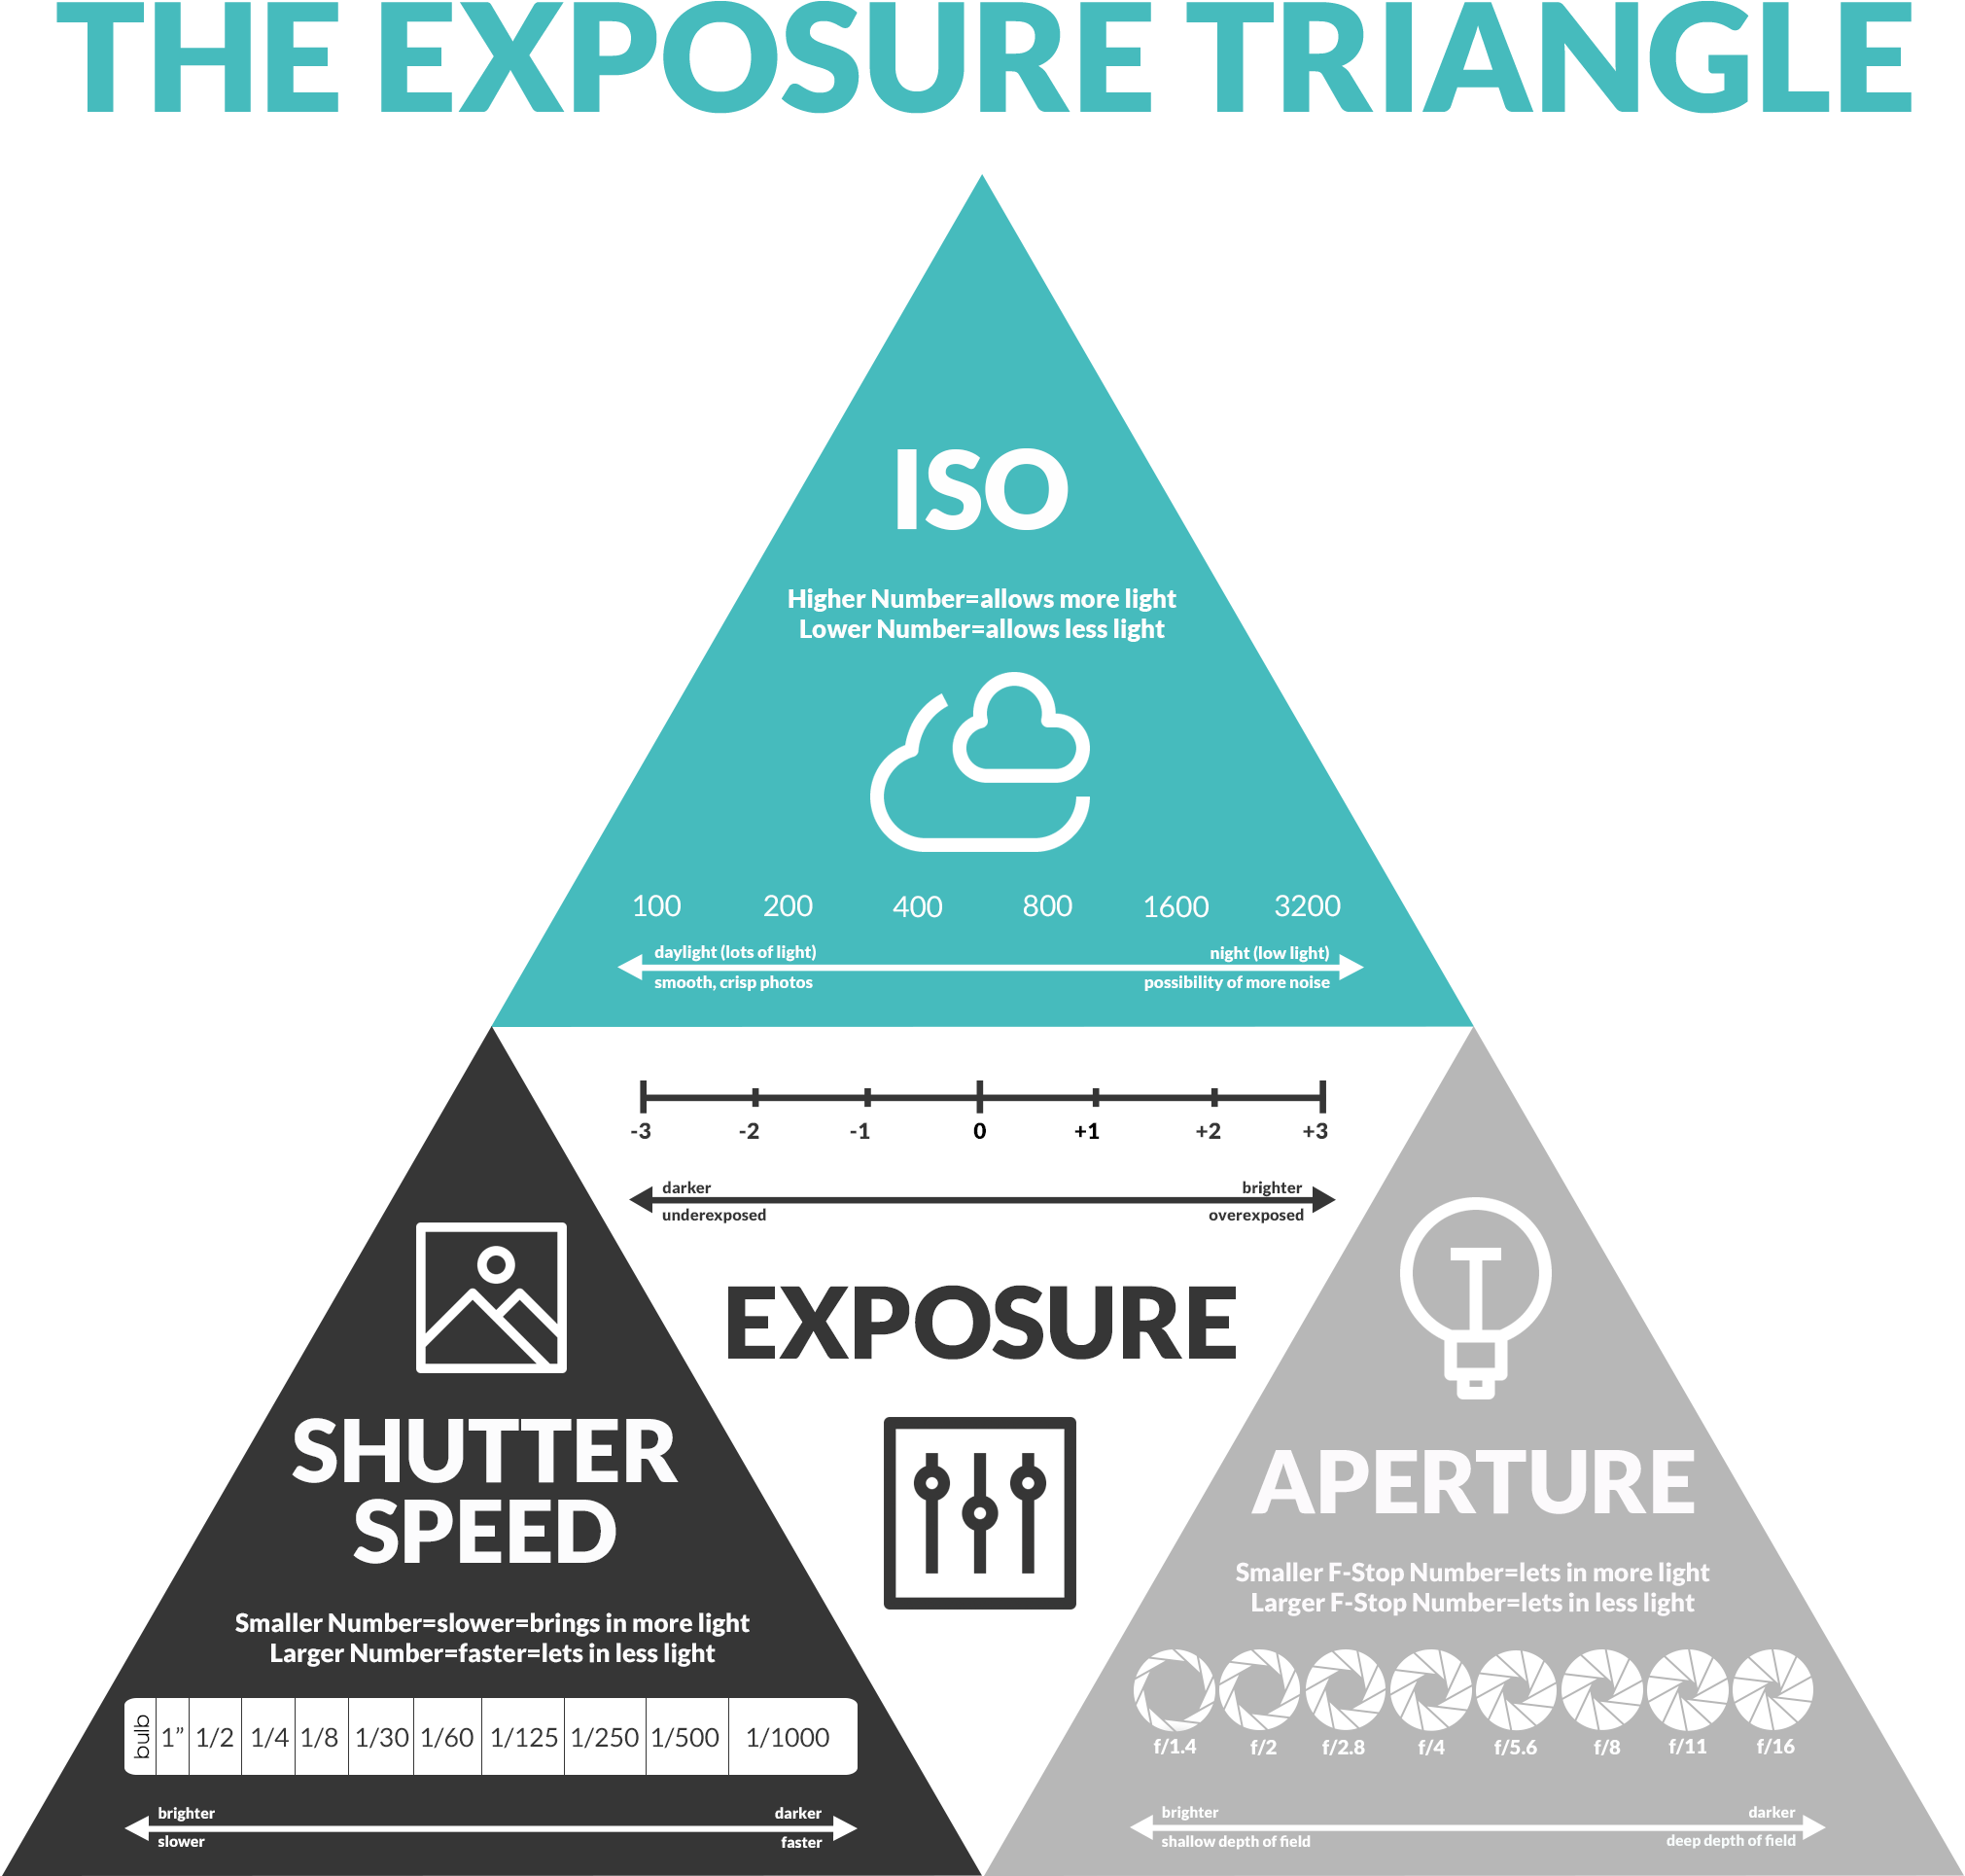 THE EXPOSURE TRIANGLE
ISO
Higher Number=allows more light
Lower Number=allows less light
100 200 400 800 1600 3200
daylight (lots of light) night (low light)
smooth, crisp photos possibility of more noise
-3 -2 -1 0 +1 +2 +3
darker brighter
underexposed overexposed
EXPOSURE
SHUTTER
SPEED
Smaller Number=slower=brings in more light
Larger Number=faster=lets in less light
bulb 1” 1/2 1/4 1/8 1/30 1/60 1/125 1/250 1/500 1/1000
brighter darker
slower faster
APERTURE
Smaller F-Stop Number=lets in more light
Larger F-Stop Number=lets in less light
f/1.4 f/2 f/2.8 f/4 f/5.6 f/8 f/11 f/16
brighter darker
shallow depth of field deep depth of field